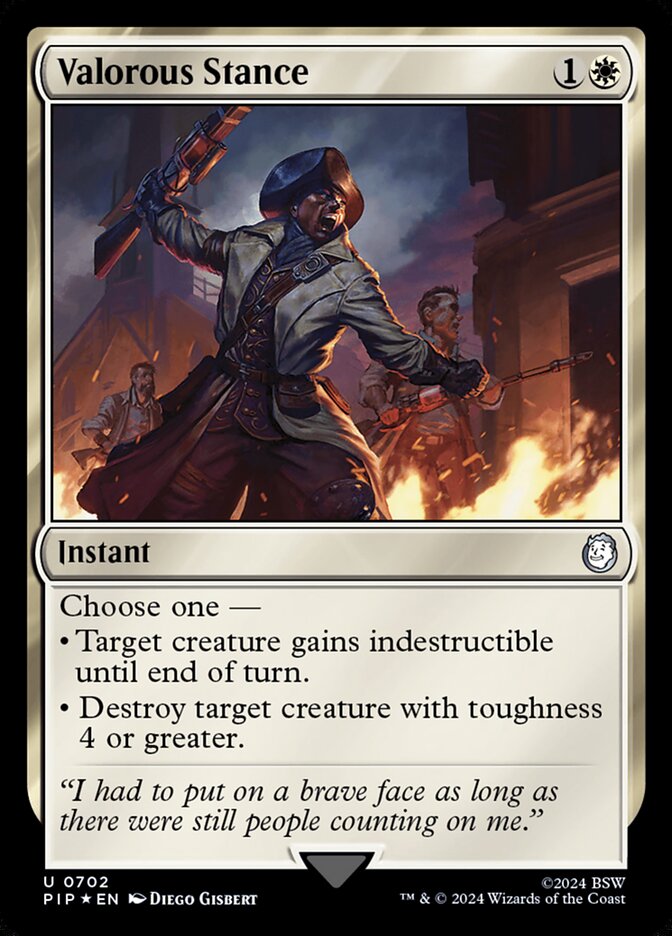 Valorous Stance 1
Instant
Choose one —
• Target creature gains indestructible
until end of turn.
• Destroy target creature with toughness
4 or greater.
“I had to put on a brave face as long as
there were still people counting on me.”
U 0702
PIP★EN Diego Gisbert
©2024 BSW
™ & © 2024 Wizards of the Coast